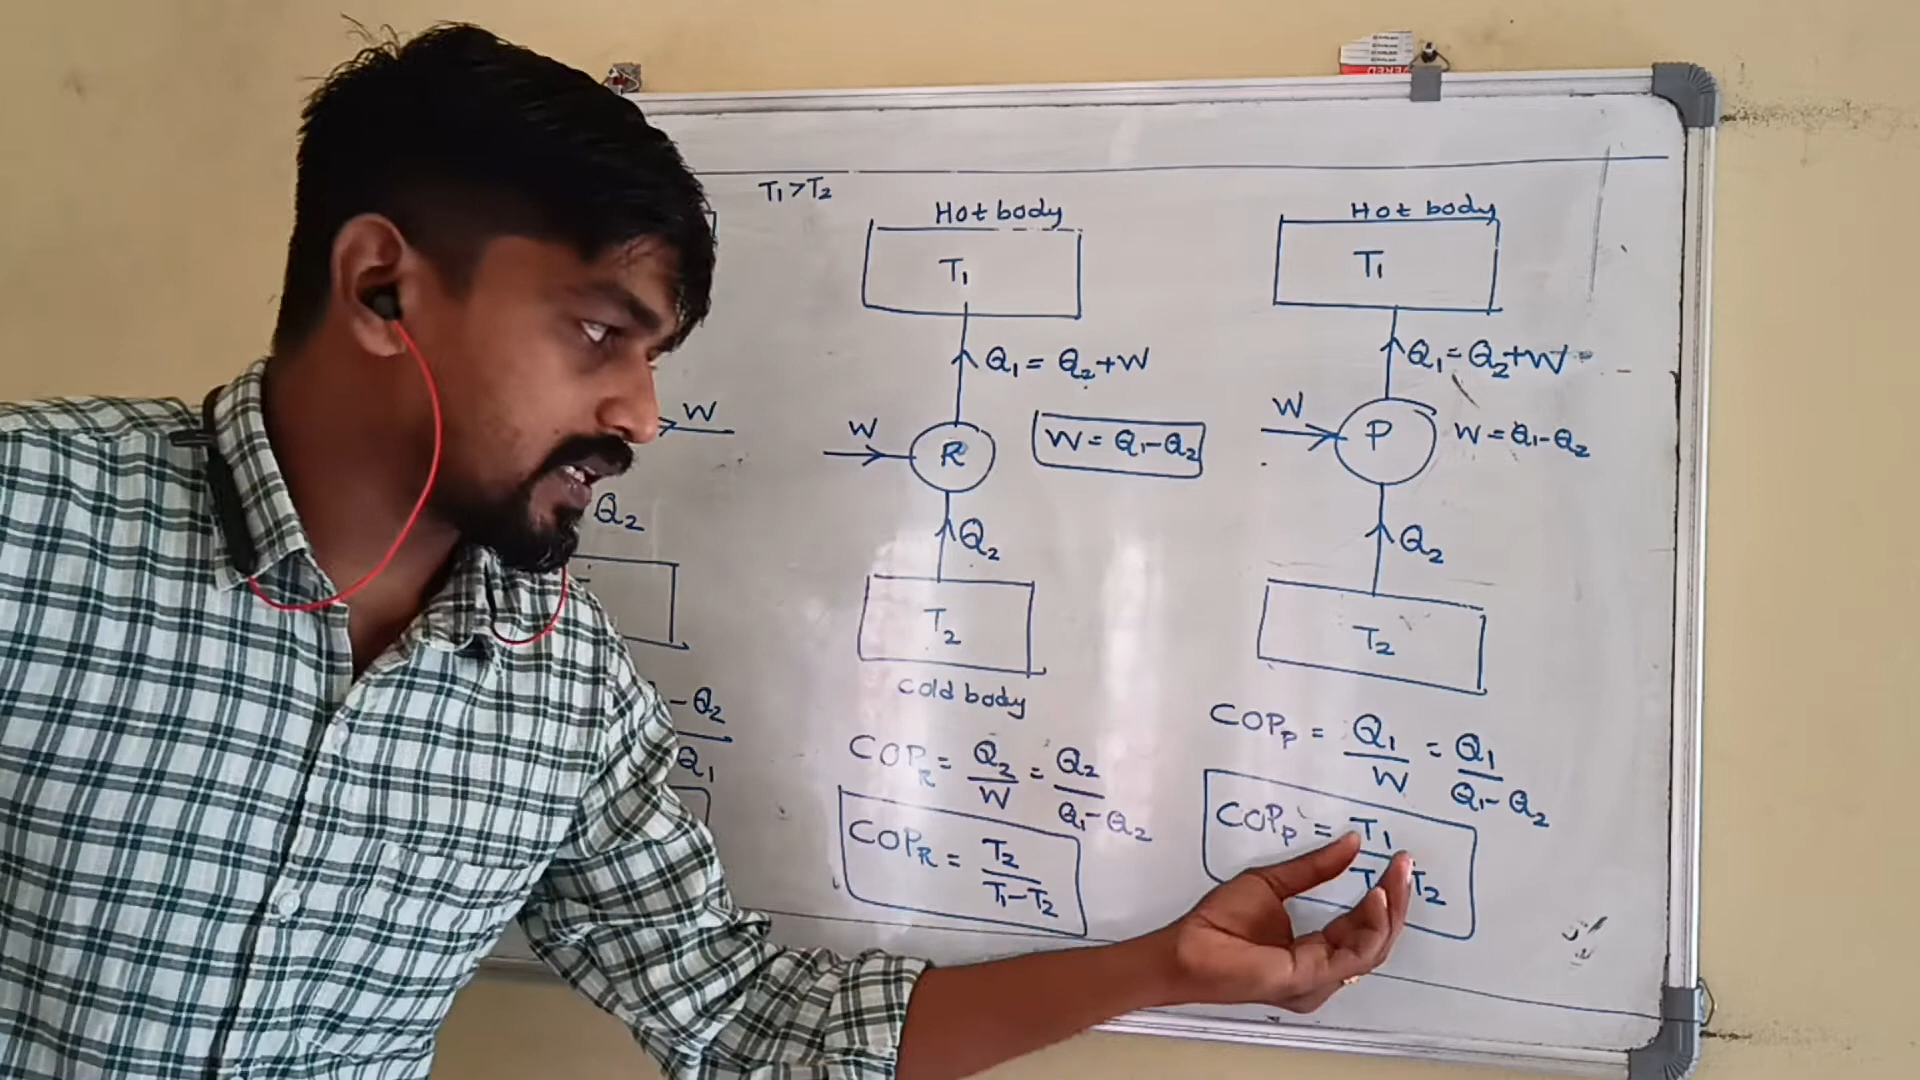 T₁>T₂
W
Q₂
-Q₂
Q₁
Hot body
T₁
Q₁ = Q₂+W
W
R
W = Q₁-Q₂
Q₂
T₂
Cold body
COP_R = Q₂/W = Q₂/Q₁-Q₂
COP_R = T₂/T₁-T₂
Hot body
T₁
Q₁ = Q₂+W
W
P
W = Q₁-Q₂
Q₂
T₂
COP_P = Q₁/W = Q₁/Q₁-Q₂
COP_P = T₁/T T₂